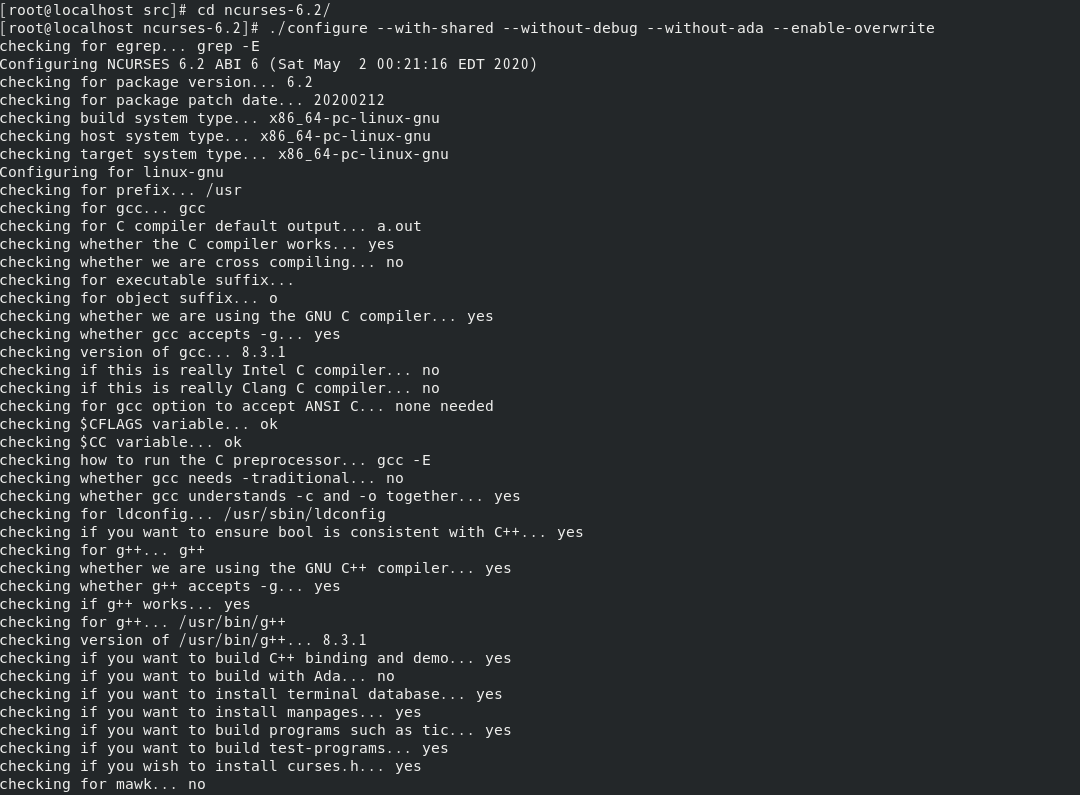 [root@localhost src]# cd ncurses-6.2/
[root@localhost ncurses-6.2]# ./configure --with-shared --without-debug --without-ada --enable-overwrite
checking for egrep... grep -E
Configuring NCURSES 6.2 ABI 6 (Sat May  2 00:21:16 EDT 2020)
checking for package version... 6.2
checking for package patch date... 20200212
checking build system type... x86_64-pc-linux-gnu
checking host system type... x86_64-pc-linux-gnu
checking target system type... x86_64-pc-linux-gnu
Configuring for linux-gnu
checking for prefix... /usr
checking for gcc... gcc
checking for C compiler default output... a.out
checking whether the C compiler works... yes
checking whether we are cross compiling... no
checking for executable suffix...
checking for object suffix... o
checking whether we are using the GNU C compiler... yes
checking whether gcc accepts -g... yes
checking version of gcc... 8.3.1
checking if this is really Intel C compiler... no
checking if this is really Clang C compiler... no
checking for gcc option to accept ANSI C... none needed
checking $CFLAGS variable... ok
checking $CC variable... ok
checking how to run the C preprocessor... gcc -E
checking whether gcc needs -traditional... no
checking whether gcc understands -c and -o together... yes
checking for ldconfig... /usr/sbin/ldconfig
checking if you want to ensure bool is consistent with C++... yes
checking for g++... g++
checking whether we are using the GNU C++ compiler... yes
checking whether g++ accepts -g... yes
checking if g++ works... yes
checking for g++... /usr/bin/g++
checking version of /usr/bin/g++... 8.3.1
checking if you want to build C++ binding and demo... yes
checking if you want to build with Ada... no
checking if you want to install terminal database... yes
checking if you want to install manpages... yes
checking if you want to build programs such as tic... yes
checking if you want to build test-programs... yes
checking if you wish to install curses.h... yes
checking for mawk... no